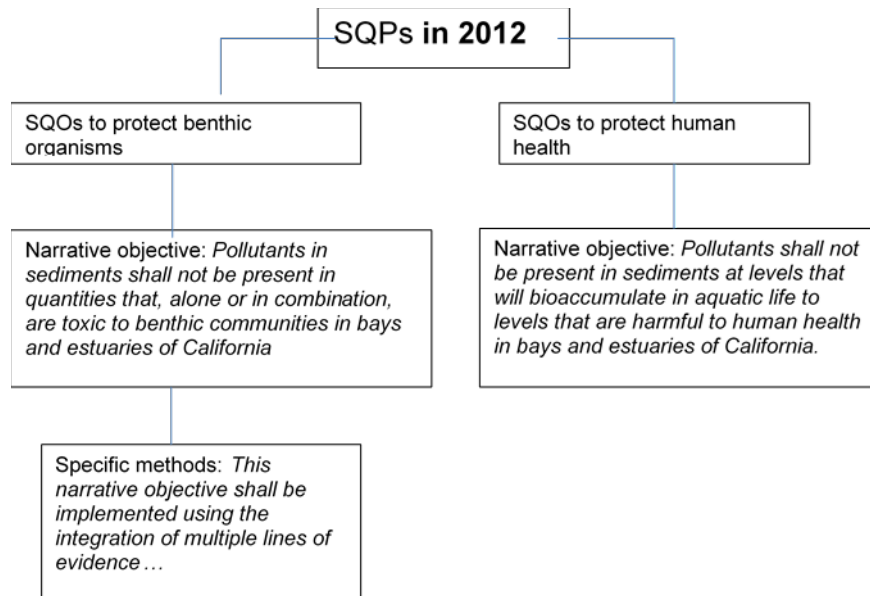 SQPs in 2012
SQOs to protect benthic
organisms
SQOs to protect human
health
Narrative objective: Pollutants in
sediments shall not be present in
quantities that, alone or in combination,
are toxic to benthic communities in bays
and estuaries of California
Narrative objective: Pollutants shall not
be present in sediments at levels that
will bioaccumulate in aquatic life to
levels that are harmful to human health
in bays and estuaries of California.
Specific methods: This
narrative objective shall be
implemented using the
integration of multiple lines of
evidence…